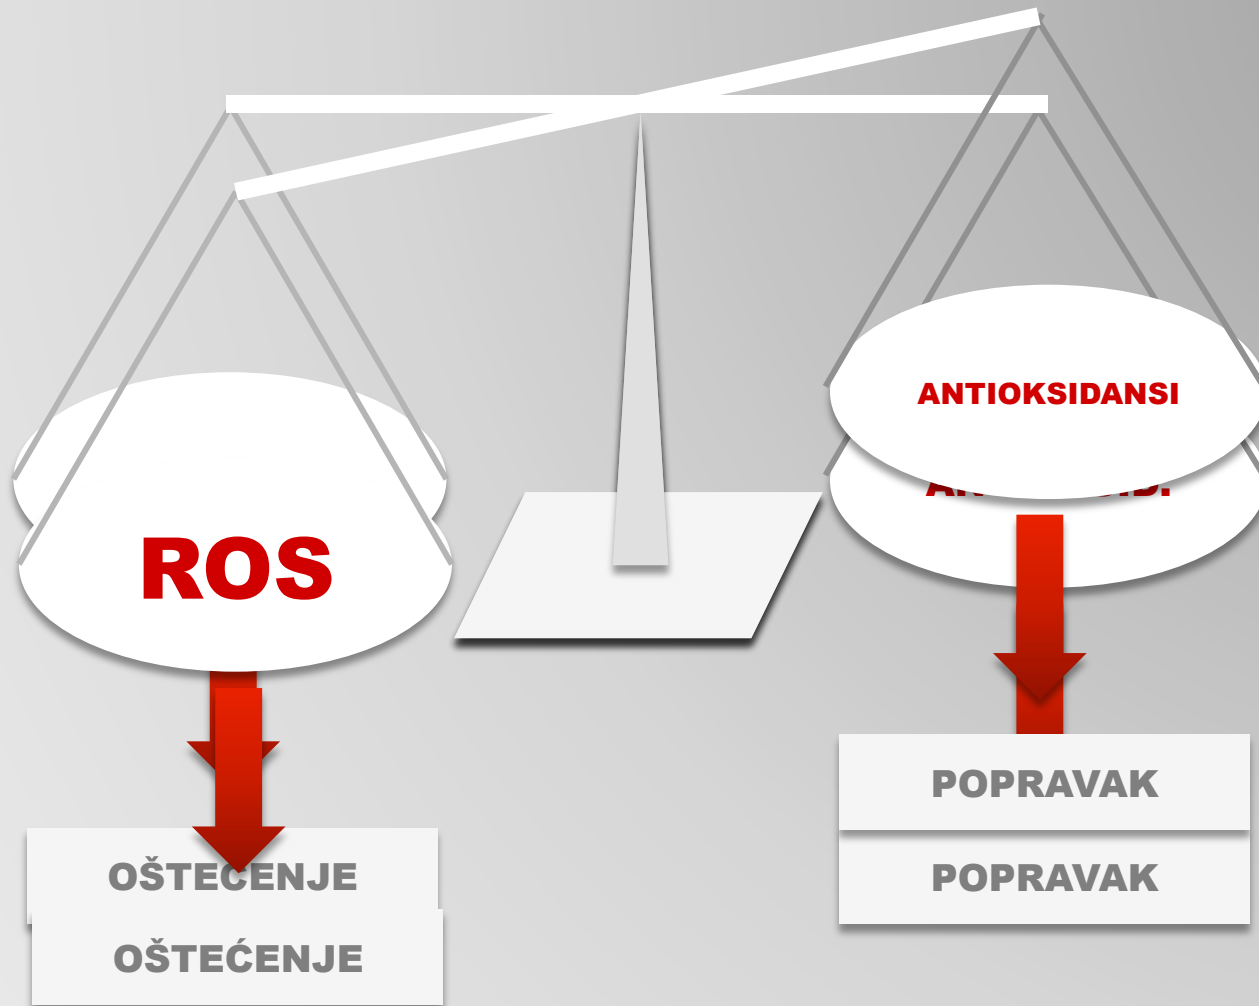 ANTIOKSIDANSI
ROS
POPRAVAK
OŠTEĆENJE
POPRAVAK
OŠTEĆENJE